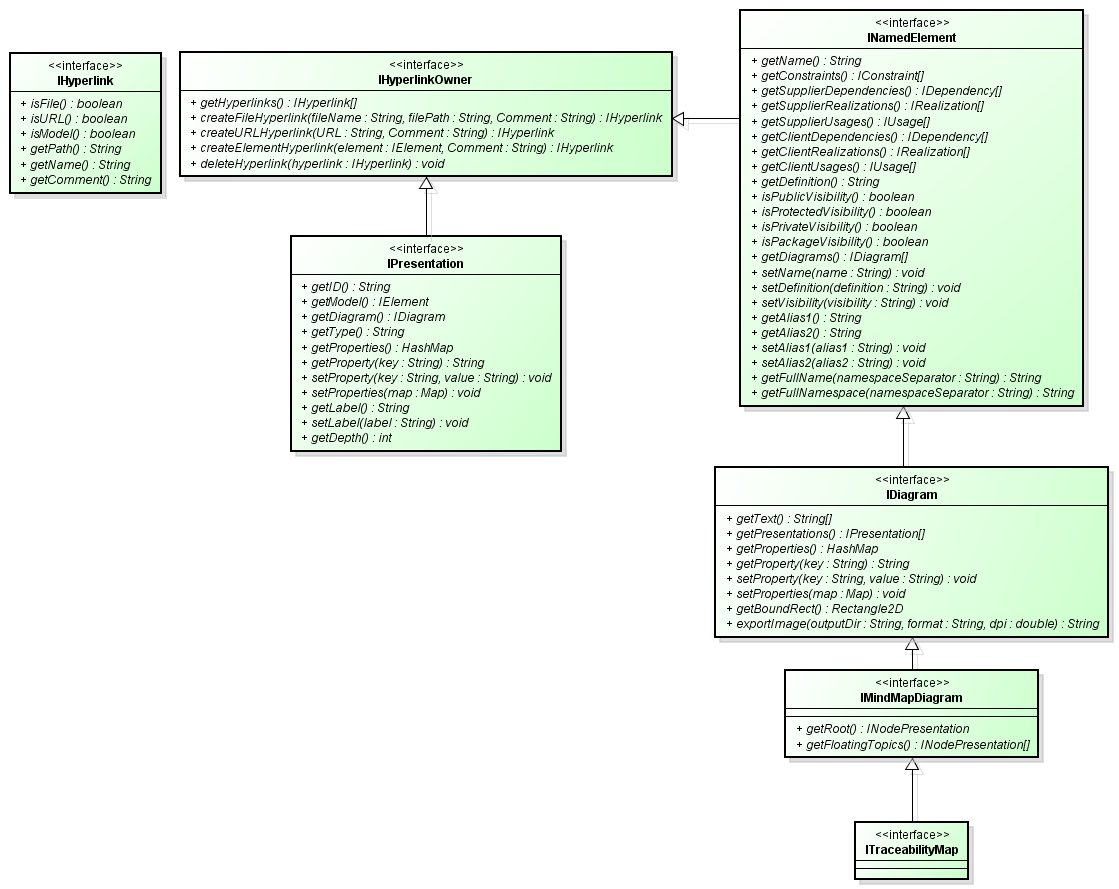 <<interface>>
IHyperlink
+ isFile() : boolean
+ isURL() : boolean
+ isModel() : boolean
+ getPath() : String
+ getName() : String
+ getComment() : String
<<interface>>
IHyperlinkOwner
+ getHyperlinks() : IHyperlink[]
+ createFileHyperlink(fileName : String, filePath : String, Comment : String) : IHyperlink
+ createURLHyperlink(URL : String, Comment : String) : IHyperlink
+ createElementHyperlink(element : IElement, Comment : String) : IHyperlink
+ deleteHyperlink(hyperlink : IHyperlink) : void
<<interface>>
INamedElement
+ getName() : String
+ getConstraints() : IConstraint[]
+ getSupplierDependencies() : IDependency[]
+ getSupplierRealizations() : IRealization[]
+ getSupplierUsages() : IUsage[]
+ getClientDependencies() : IDependency[]
+ getClientRealizations() : IRealization[]
+ getClientUsages() : IUsage[]
+ getDefinition() : String
+ isPublicVisibility() : boolean
+ isProtectedVisibility() : boolean
+ isPrivateVisibility() : boolean
+ isPackageVisibility() : boolean
+ getDiagrams() : IDiagram[]
+ setName(name : String) : void
+ setDefinition(definition : String) : void
+ setVisibility(visibility : String) : void
+ getAlias1() : String
+ getAlias2() : String
+ setAlias1(alias1 : String) : void
+ setAlias2(alias2 : String) : void
+ getFullName(namespaceSeparator : String) : String
+ getFullNamespace(namespaceSeparator : String) : String
<<interface>>
IPresentation
+ getID() : String
+ getModel() : IElement
+ getDiagram() : IDiagram
+ getType() : String
+ getProperties() : HashMap
+ getProperty(key : String) : String
+ setProperty(key : String, value : String) : void
+ setProperties(map : Map) : void
+ getLabel() : String
+ setLabel(label : String) : void
+ getDepth() : int
<<interface>>
IDiagram
+ getText() : String[]
+ getPresentations() : IPresentation[]
+ getProperties() : HashMap
+ getProperty(key : String) : String
+ setProperty(key : String, value : String) : void
+ setProperties(map : Map) : void
+ getBoundRect() : Rectangle2D
+ exportImage(outputDir : String, format : String, dpi : double) : String
<<interface>>
IMindMapDiagram
+ getRoot() : INodePresentation
+ getFloatingTopics() : INodePresentation[]
<<interface>>
ITraceabilityMap